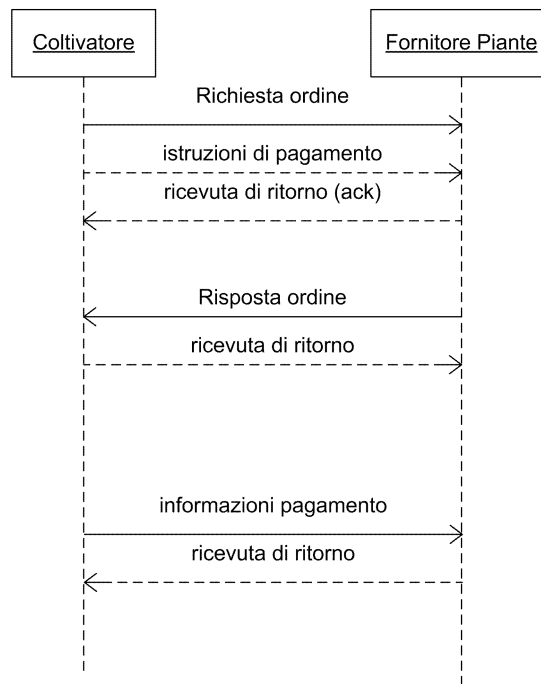 Coltivatore
Fornitore Piante
Richiesta ordine
istruzioni di pagamento
ricevuta di ritorno (ack)
Risposta ordine
ricevuta di ritorno
informazioni pagamento
ricevuta di ritorno